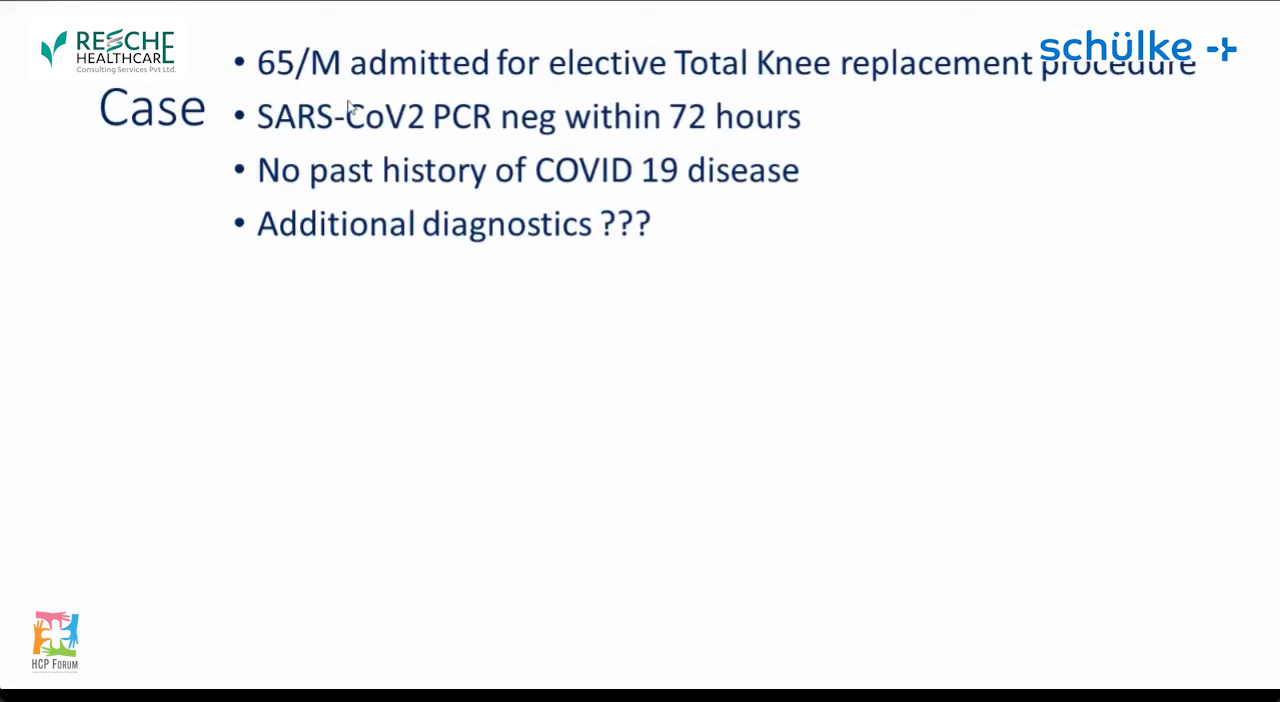 RESCHE
HEALTHCARE
Consulting Services Pvt Ltd.
schülke -+
Case
• 65/M admitted for elective Total Knee replacement procedure
• SARS-CoV2 PCR neg within 72 hours
• No past history of COVID 19 disease
• Additional diagnostics ???
HCP FORUM